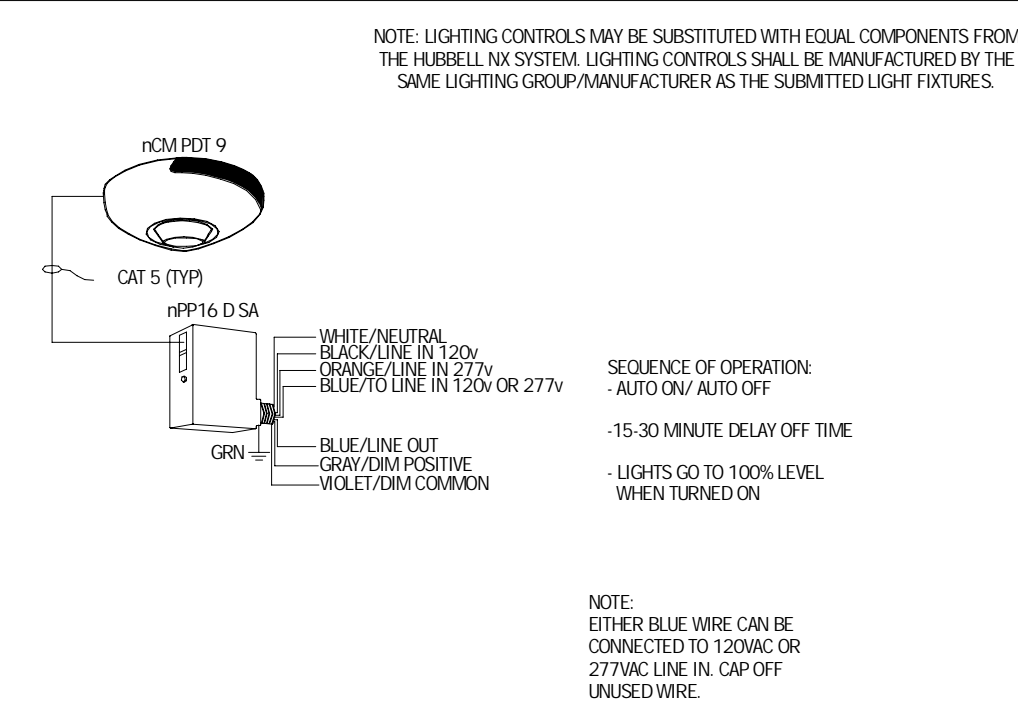 NOTE: LIGHTING CONTROLS MAY BE SUBSTITUTED WITH EQUAL COMPONENTS FROM
THE HUBBELL NX SYSTEM. LIGHTING CONTROLS SHALL BE MANUFACTURED BY THE
SAME LIGHTING GROUP/MANUFACTURER AS THE SUBMITTED LIGHT FIXTURES.
nCM PDT 9
CAT 5 (TYP)
nPP16 D SA
WHITE/NEUTRAL
BLACK/LINE IN 120v
ORANGE/LINE IN 277v
BLUE/TO LINE IN 120v OR 277v
BLUE/LINE OUT
GRAY/DIM POSITIVE
VIOLET/DIM COMMON
GRN
SEQUENCE OF OPERATION:
- AUTO ON/ AUTO OFF
-15-30 MINUTE DELAY OFF TIME
- LIGHTS GO TO 100% LEVEL
WHEN TURNED ON
NOTE:
EITHER BLUE WIRE CAN BE
CONNECTED TO 120VAC OR
277VAC LINE IN. CAP OFF
UNUSED WIRE.